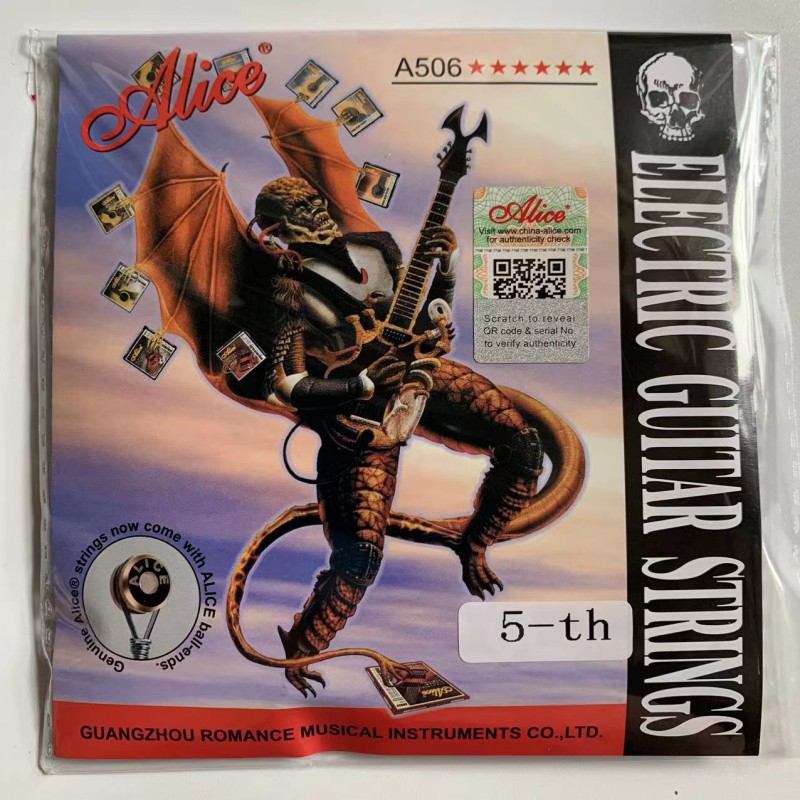 Alice®
A506★★★★★★
ELECTRIC GUITAR STRINGS
Alice®
Visit www.china-alice.com
for authenticity check
Scratch to reveal
QR code & serial No
to verify authenticity
Genuine Alice® strings now come with ALICE ball-ends.
ALICE
5-th
Alice
GUANGZHOU ROMANCE MUSICAL INSTRUMENTS CO.,LTD.